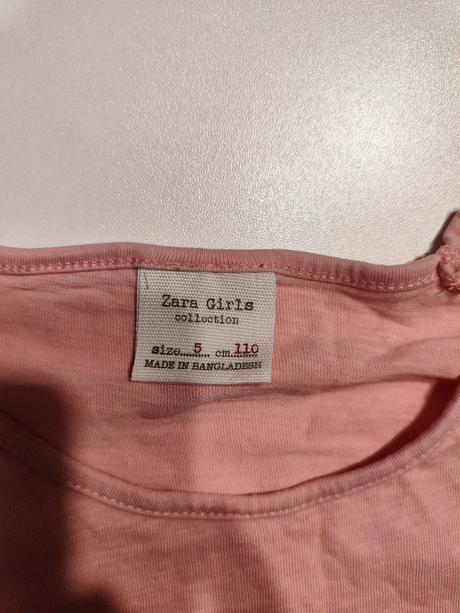 Zara Girls
collection
size.....5..... cm..110..
MADE IN BANGLADESH